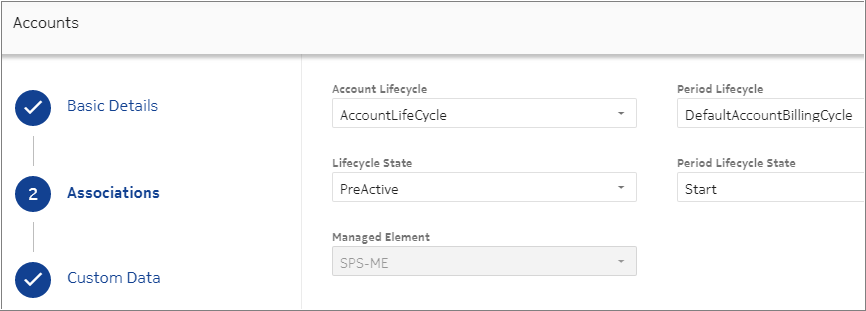 Accounts
Basic Details
2 Associations
Custom Data
Account Lifecycle Period Lifecycle
AccountLifeCycle DefaultAccountBillingCycle
Lifecycle State Period Lifecycle State
PreActive Start
Managed Element
SPS-ME